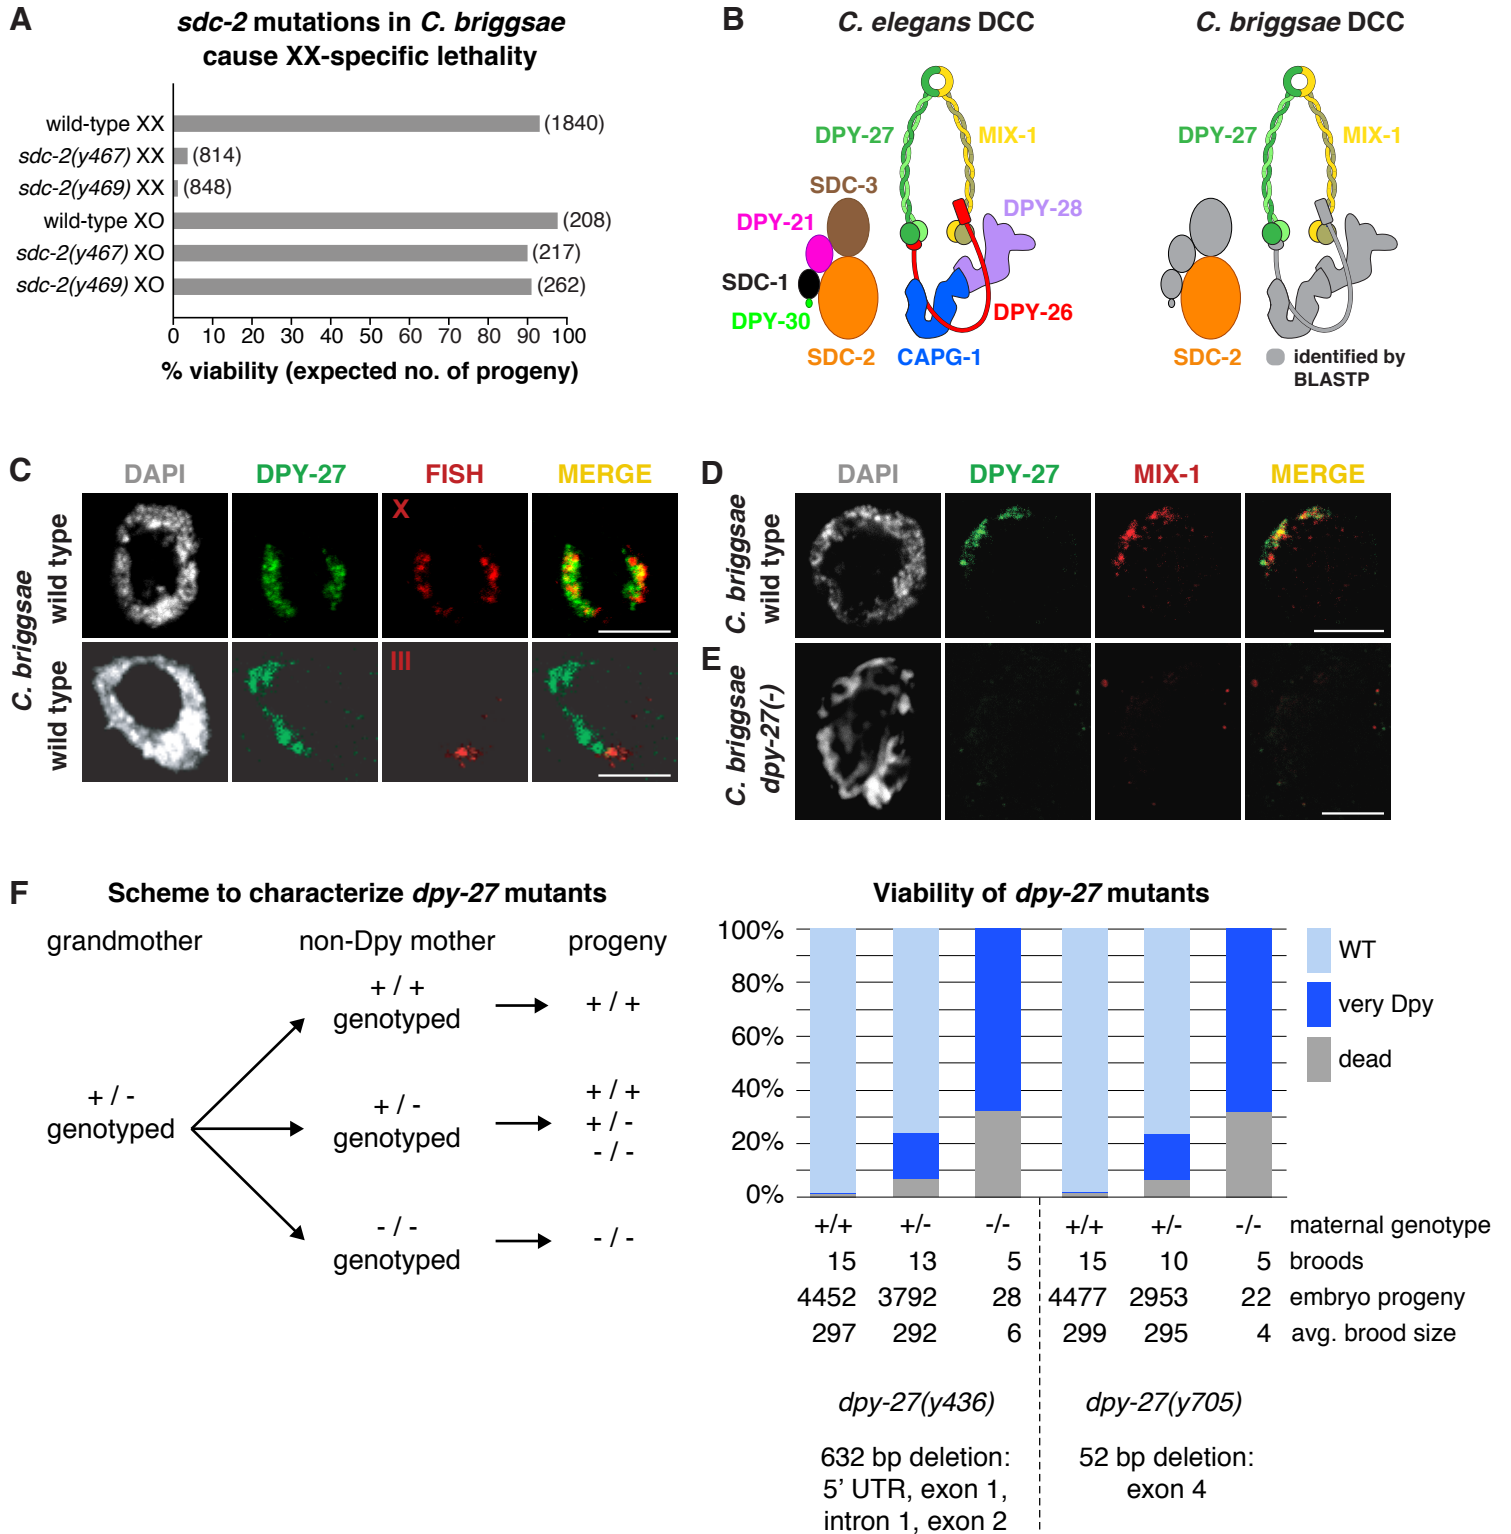 A
sdc-2 mutations in C. briggsae
cause XX-specific lethality
wild-type XX
(1840)
sdc-2(y467) XX
(814)
sdc-2(y469) XX
(848)
wild-type XO
(208)
sdc-2(y467) XO
(217)
sdc-2(y469) XO
(262)
0 10 20 30 40 50 60 70 80 90 100
% viability (expected no. of progeny)
B
C. elegans DCC
DPY-27
MIX-1
SDC-3
DPY-21
DPY-28
SDC-1
DPY-30
DPY-26
SDC-2
CAPG-1
C. briggsae DCC
DPY-27
MIX-1
SDC-2
identified by
BLASTP
C
DAPI DPY-27 FISH MERGE
C. briggsae
wild type
X
wild type
III
D
DAPI DPY-27 MIX-1 MERGE
C. briggsae
wild type
E
C. briggsae
dpy-27(-)
F
Scheme to characterize dpy-27 mutants
grandmother non-Dpy mother progeny
+ / +
genotyped
+ / +
+ / -
genotyped
+ / -
genotyped
+ / +
+ / -
- / -
- / -
genotyped
- / -
Viability of dpy-27 mutants
100%
80%
60%
40%
20%
0%
WT
very Dpy
dead
+/+ +/- -/- +/+ +/- -/- maternal genotype
15 13 5 15 10 5 broods
4452 3792 28 4477 2953 22 embryo progeny
297 292 6 299 295 4 avg. brood size
dpy-27(y436)
632 bp deletion:
5' UTR, exon 1,
intron 1, exon 2
dpy-27(y705)
52 bp deletion:
exon 4